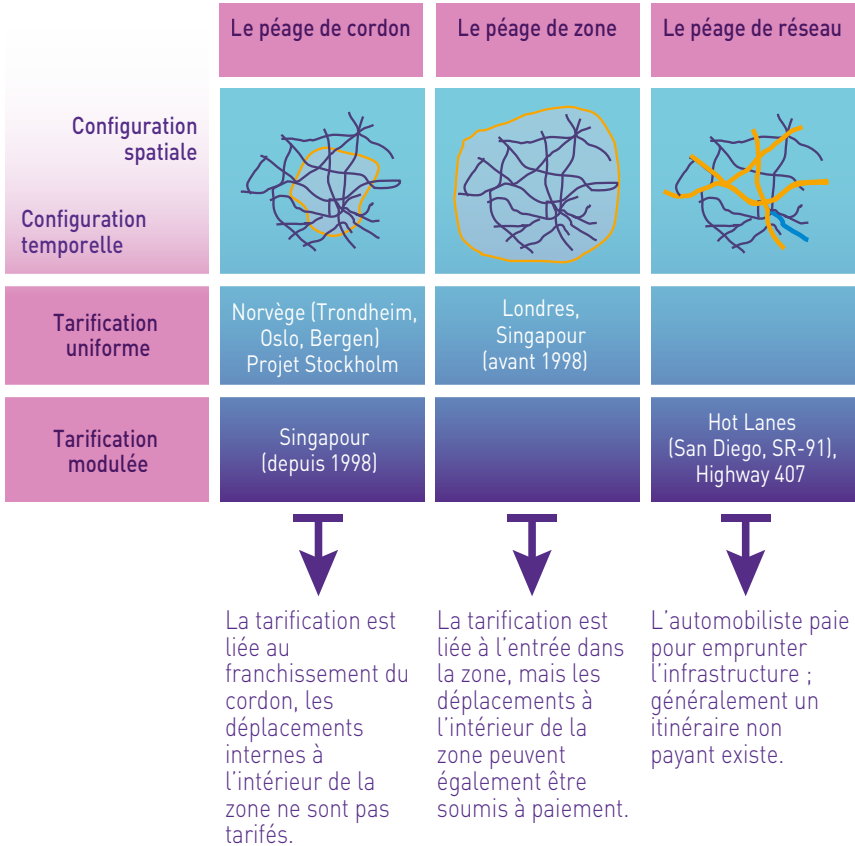 Le péage de cordon
Le péage de zone
Le péage de réseau
Configuration
spatiale
Configuration
temporelle
Tarification
uniforme
Norvège (Trondheim,
Oslo, Bergen)
Projet Stockholm
Londres,
Singapour
(avant 1998)
Tarification
modulée
Singapour
(depuis 1998)
Hot Lanes
(San Diego, SR-91),
Highway 407
La tarification est
liée au
franchissement du
cordon, les
déplacements
internes à
l'intérieur de la
zone ne sont pas
tarifés.
La tarification est
liée à l'entrée dans
la zone, mais les
déplacements à
l'intérieur de la
zone peuvent
également être
soumis à paiement.
L'automobiliste paie
pour emprunter
l'infrastructure ;
généralement un
itinéraire non
payant existe.